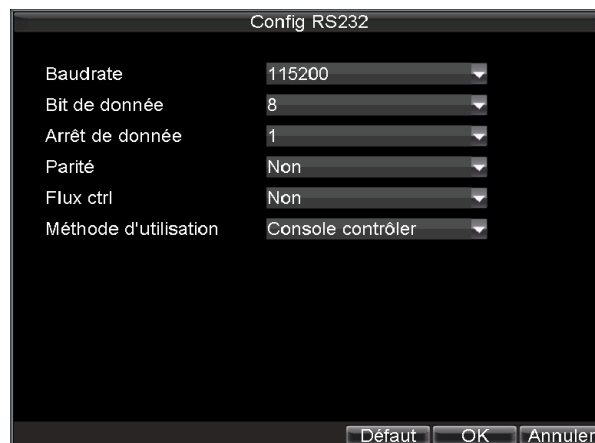 Config RS232
Baudrate 115200
Bit de donnée 8
Arrêt de donnée 1
Parité Non
Flux ctrl Non
Méthode d'utilisation Console contrôler
Défaut OK Annuler